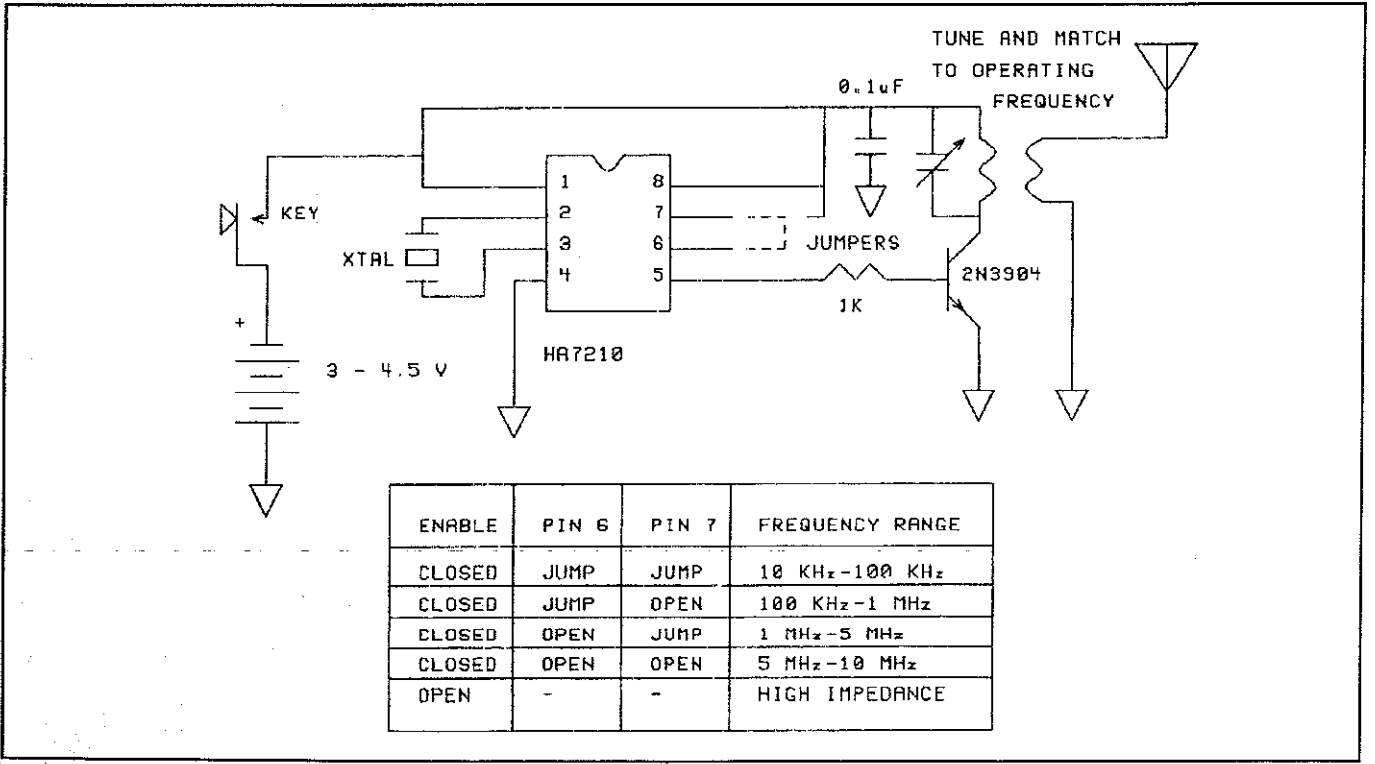 TUNE AND MATCH
TO OPERATING
FREQUENCY
0.1uF
KEY
XTAL
1
2
3
4
8
7
6
5
JUMPERS
2N3904
1K
+
3 - 4.5 V
HA7210
ENABLE PIN 6 PIN 7 FREQUENCY RANGE
CLOSED JUMP JUMP 10 KHz-100 KHz
CLOSED JUMP OPEN 100 KHz-1 MHz
CLOSED OPEN JUMP 1 MHz-5 MHz
CLOSED OPEN OPEN 5 MHz-10 MHz
OPEN - - HIGH IMPEDANCE